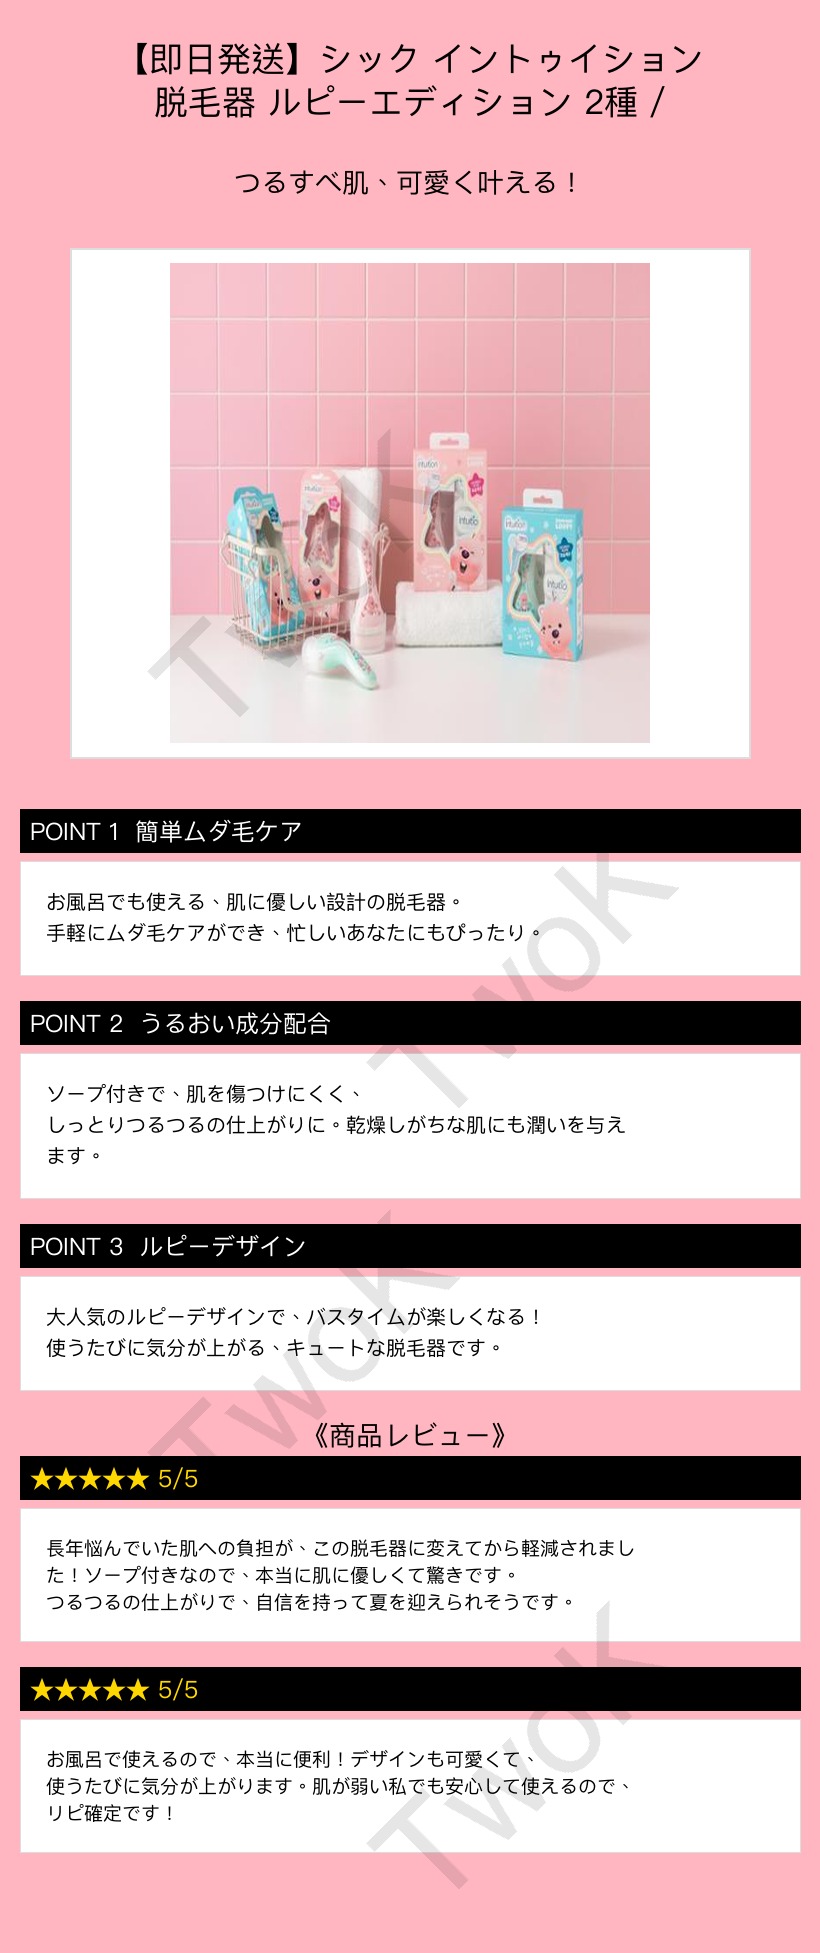 【即日発送】シック イントゥイション
脱毛器 ルピーエディション 2種 /
つるすべ肌、可愛く叶える！
intuition
intuition
intuition
intuition
TwoK
POINT 1 簡単ムダ毛ケア
お風呂でも使える、肌に優しい設計の脱毛器。
手軽にムダ毛ケアができ、忙しいあなたにもぴったり。
TwoK
POINT 2 うるおい成分配合
ソープ付きで、肌を傷つけにくく、
しっとりつるつるの仕上がりに。乾燥しがちな肌にも潤いを与え
ます。
POINT 3 ルピーデザイン
大人気のルピーデザインで、バスタイムが楽しくなる！
使うたびに気分が上がる、キュートな脱毛器です。
TwoK
《商品レビュー》
★★★★★ 5/5
長年悩んでいた肌への負担が、この脱毛器に変えてから軽減されまし
た！ソープ付きなので、本当に肌に優しくて驚きです。
つるつるの仕上がりで、自信を持って夏を迎えられそうです。
★★★★★ 5/5
お風呂で使えるので、本当に便利！デザインも可愛くて、
使うたびに気分が上がります。肌が弱い私でも安心して使えるので、
リピ確定です！
TwoK